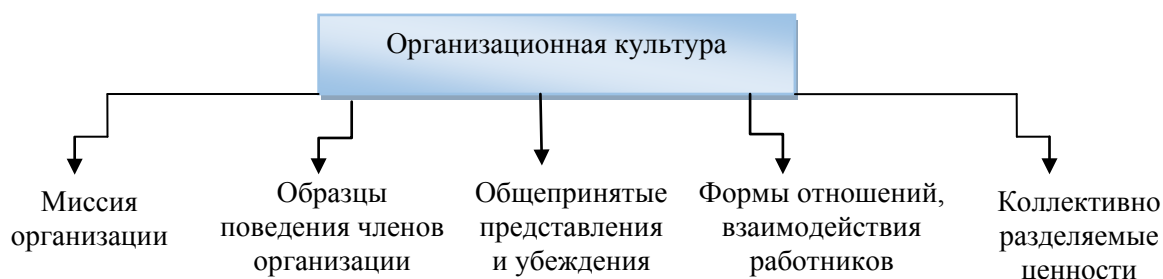 Организационная культура
Миссия
организации
Образцы
поведения членов
организации
Общепринятые
представления
и убеждения
Формы отношений,
взаимодействия
работников
Коллективно
разделяемые
ценности